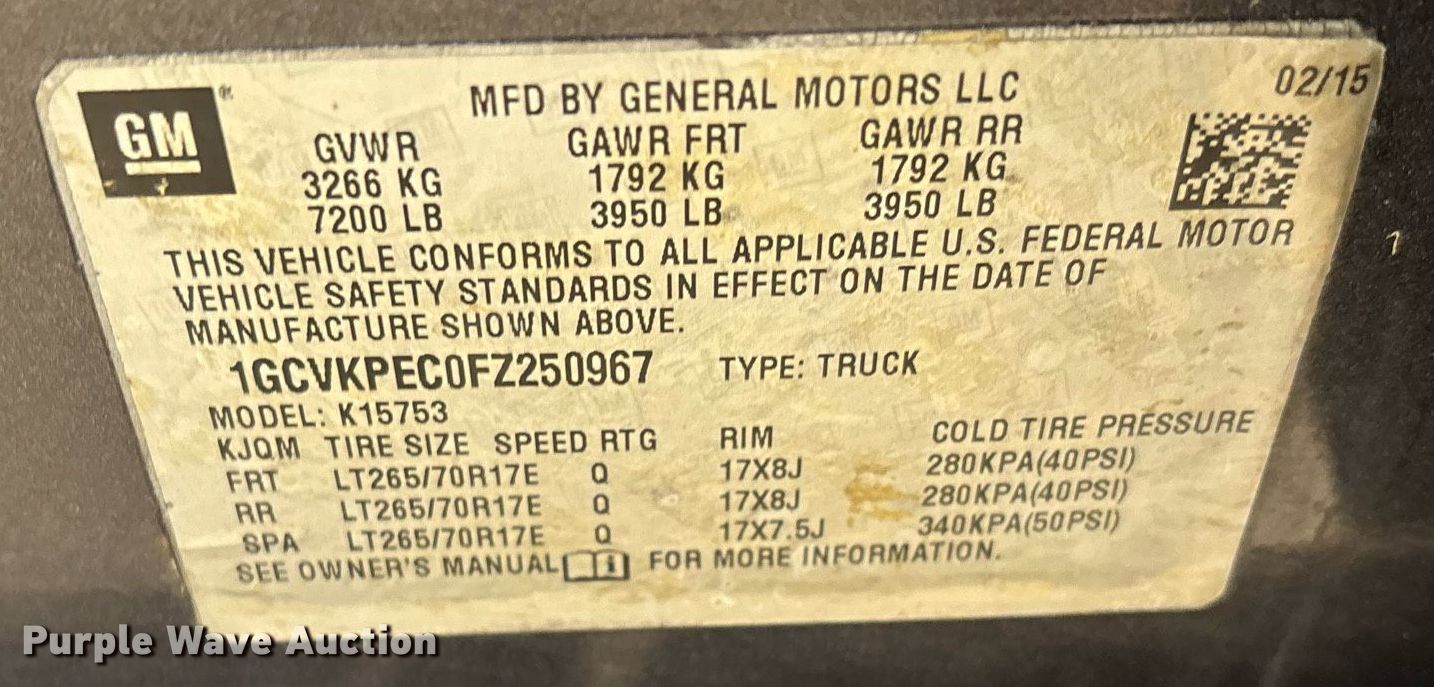 GM
MFD BY GENERAL MOTORS LLC 02/15
GVWR GAWR FRT GAWR RR
3266 KG 1792 KG 1792 KG
7200 LB 3950 LB 3950 LB
THIS VEHICLE CONFORMS TO ALL APPLICABLE U.S. FEDERAL MOTOR
VEHICLE SAFETY STANDARDS IN EFFECT ON THE DATE OF
MANUFACTURE SHOWN ABOVE.
1GCVKPEC0FZ250967 TYPE: TRUCK
MODEL: K15753
KJQM TIRE SIZE SPEED RTG RIM COLD TIRE PRESSURE
FRT LT265/70R17E Q 17X8J 280KPA(40PSI)
RR LT265/70R17E Q 17X8J 280KPA(40PSI)
SPA LT265/70R17E Q 17X7.5J 340KPA(50PSI)
SEE OWNER'S MANUAL FOR MORE INFORMATION.
Purple Wave Auction